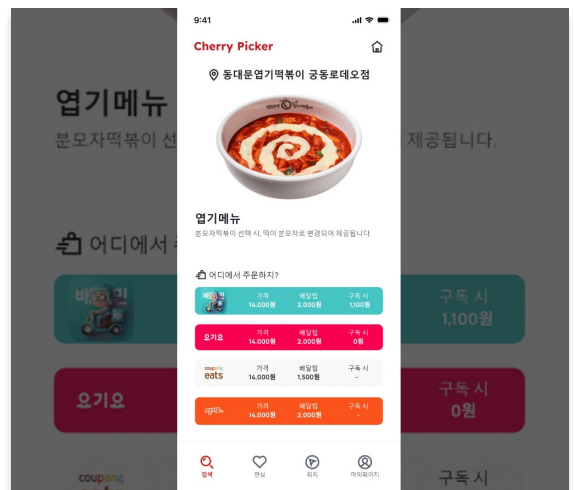 9:41
Cherry Picker
동대문엽기떡볶이 궁동로데오점
엽기메뉴
분모자떡볶이 선택 시, 떡이 분모자로 변경되어 제공됩니다.
어디에서 주문하지?
가격 배달팁 구독 시
14,000원 2,000원 1,100원
요기요 가격 배달팁 구독 시
14,000원 2,000원 0원
coupang eats 가격 배달팁 구독 시
14,000원 1,500원 -
가격 배달팁 구독 시
14,000원 2,000원 -
검색 관심 위시 마이페이지
엽기메뉴
분모자떡볶이 선
제공됩니다.
어디에서
구독 시
1,100원
요기요
구독 시
0원
coupang
구독 시